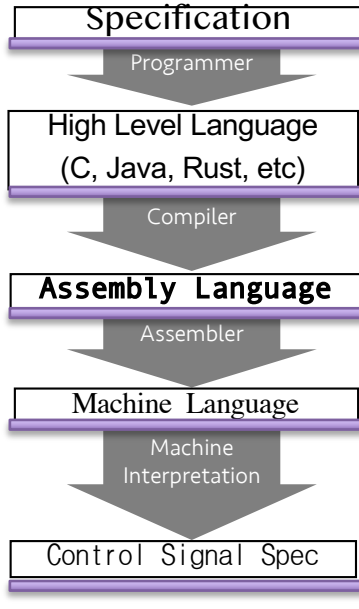 Specification
Programmer
High Level Language
(C, Java, Rust, etc)
Compiler
Assembly Language
Assembler
Machine Language
Machine
Interpretation
Control Signal Spec